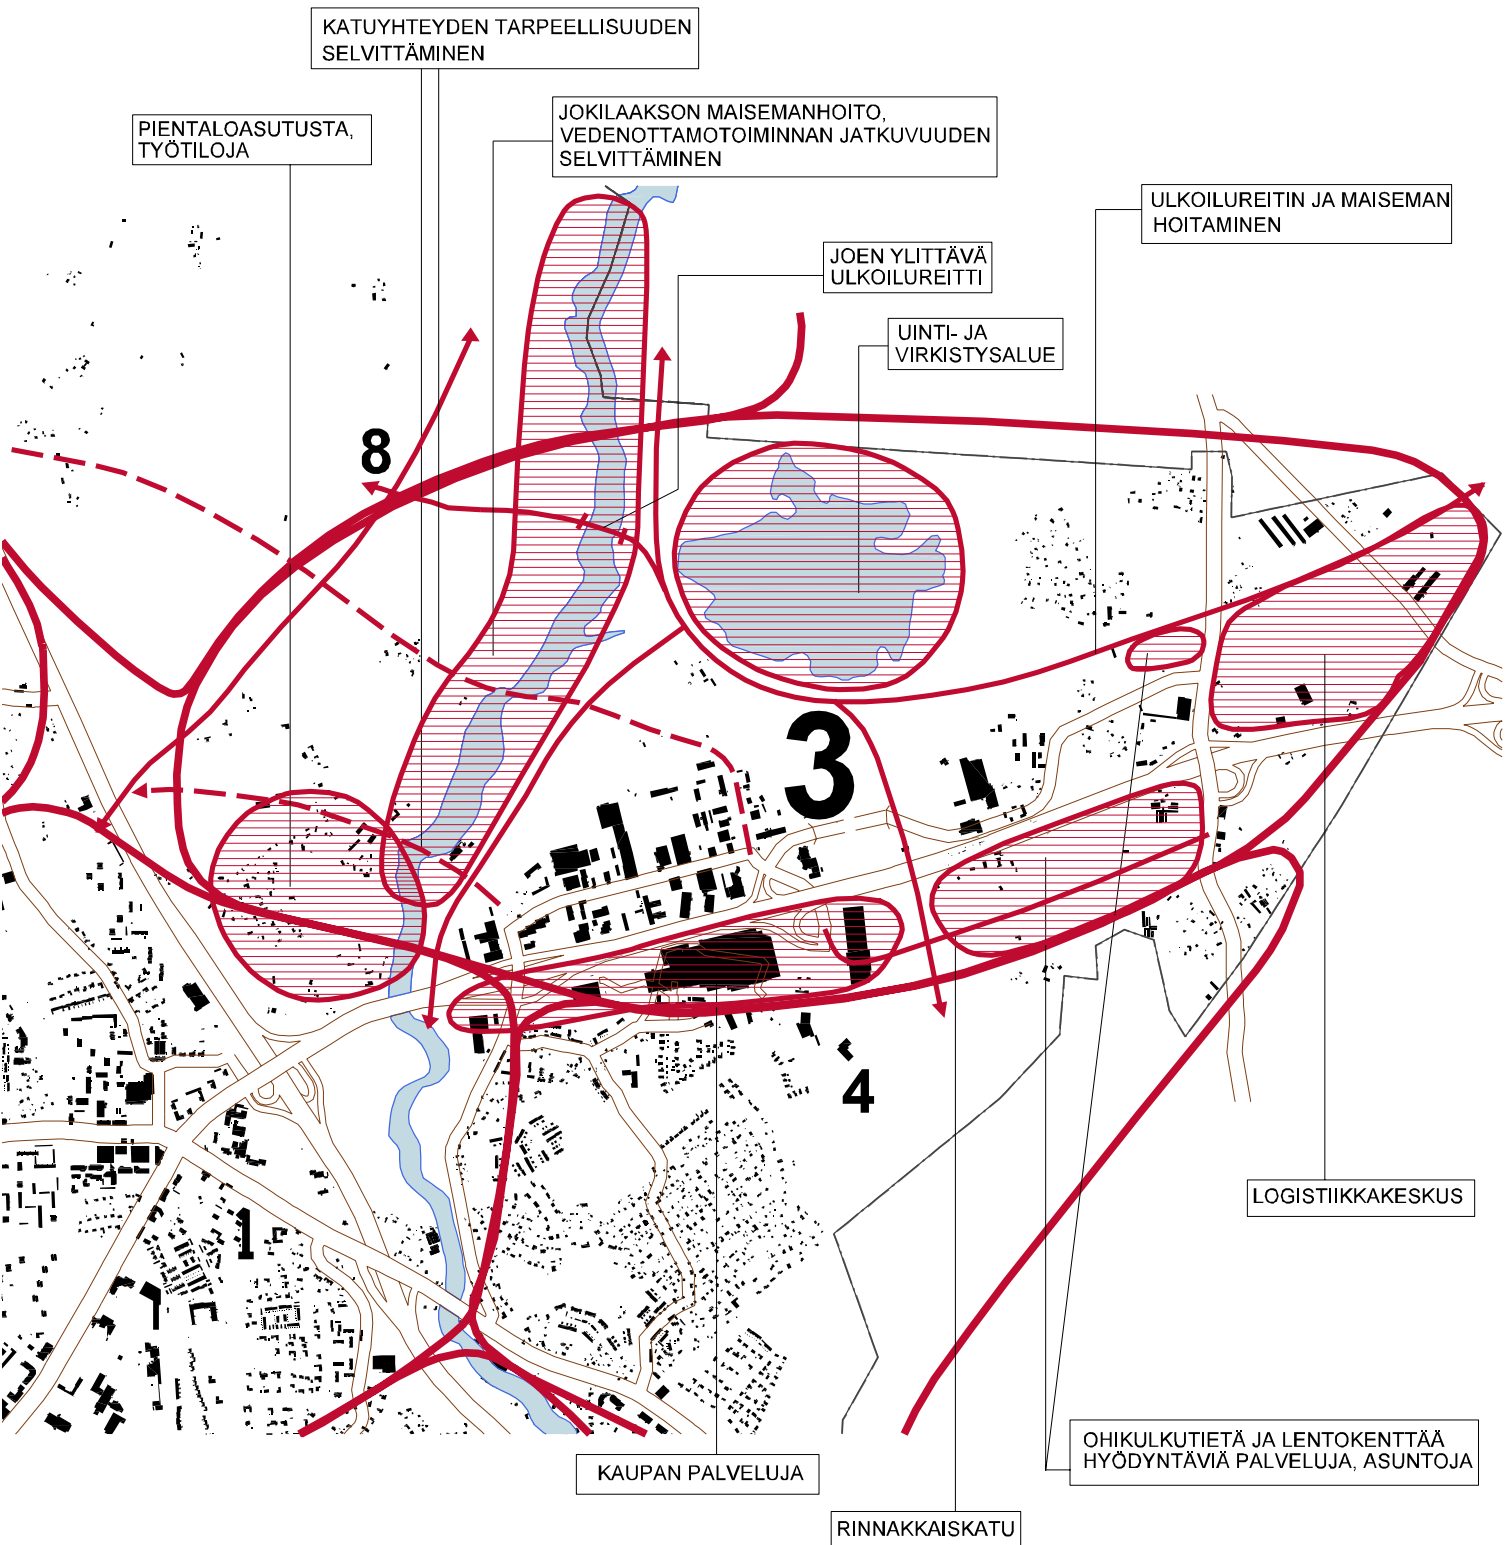 KATUYHTEYDEN TARPEELLISUUDEN
SELVITTÄMINEN
JOKILAAKSON MAISEMANHOITO,
VEDENOTTAMOTOIMINNAN JATKUVUUDEN
SELVITTÄMINEN
PIENTALOASUTUSTA,
TYÖTILOJA
ULKOILUREITIN JA MAISEMAN
HOITAMINEN
JOEN YLITTÄVÄ
ULKOILUREITTI
UINTI- JA
VIRKISTYSALUE
8
3
4
1
LOGISTIIKKAKESKUS
OHIKULKUTIETÄ JA LENTOKENTTÄÄ
HYÖDYNTÄVIÄ PALVELUJA, ASUNTOJA
KAUPAN PALVELUJA
RINNAKKAISKATU